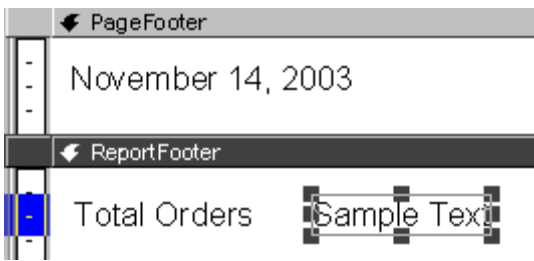 PageFooter
November 14, 2003
ReportFooter
Total Orders Sample Text